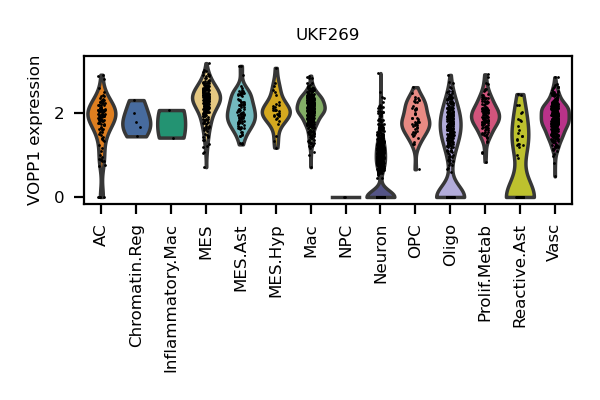 UKF269
VOPP1 expression
2
0
AC
Chromatin.Reg
Inflammatory.Mac
MES
MES.Ast
MES.Hyp
Mac
NPC
Neuron
OPC
Oligo
Prolif.Metab
Reactive.Ast
Vasc